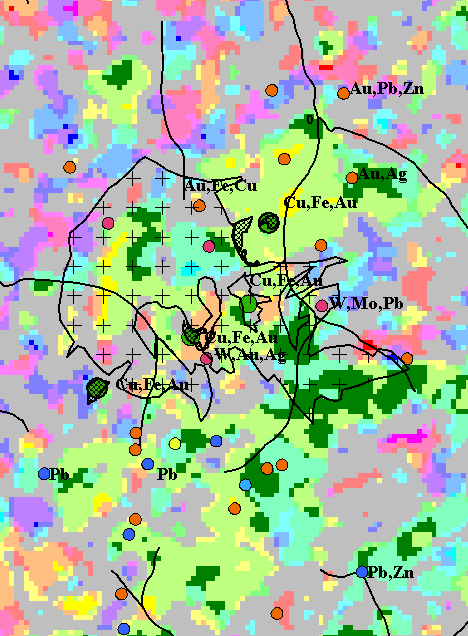 Au,Pb,Zn
0
Au,Ag
Au,Fe,Cu
Cu,Fe,Au
Cu,Fe,Au
W,Mo,Pb
Cu,Fe,Au
W,Au,Ag
Cu,Fe,Au
Pb
Pb
Pb,Zn